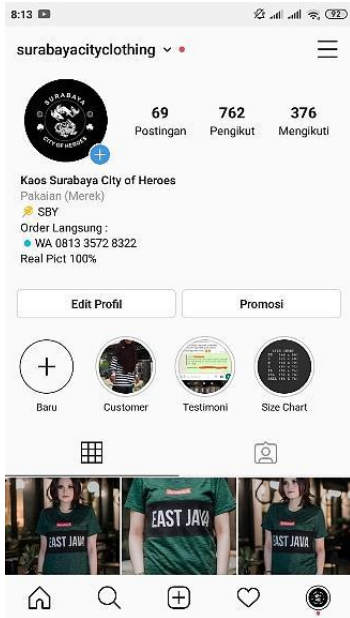 8:13
92
surabayacityclothing
SURABAYA
CITY OF HEROES
69
762
376
Postingan
Pengikut
Mengikuti
Kaos Surabaya City of Heroes
Pakaian (Merek)
SBY
Order Langsung :
WA 0813 3572 8322
Real Pict 100%
Edit Profil
Promosi
Baru
Customer
Testimoni
Size Chart
EAST JAVA
EAST JAVA
EAST JAVA